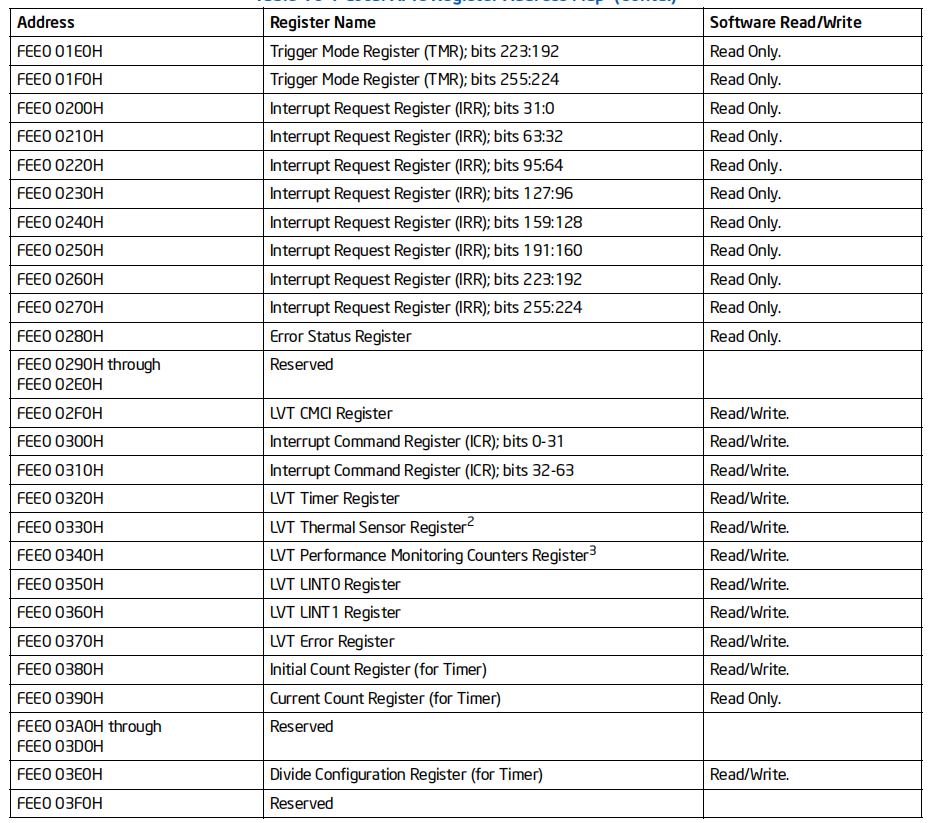 Address Register Name Software Read/Write
FEE0 01E0H Trigger Mode Register (TMR); bits 223:192 Read Only.
FEE0 01F0H Trigger Mode Register (TMR); bits 255:224 Read Only.
FEE0 0200H Interrupt Request Register (IRR); bits 31:0 Read Only.
FEE0 0210H Interrupt Request Register (IRR); bits 63:32 Read Only.
FEE0 0220H Interrupt Request Register (IRR); bits 95:64 Read Only.
FEE0 0230H Interrupt Request Register (IRR); bits 127:96 Read Only.
FEE0 0240H Interrupt Request Register (IRR); bits 159:128 Read Only.
FEE0 0250H Interrupt Request Register (IRR); bits 191:160 Read Only.
FEE0 0260H Interrupt Request Register (IRR); bits 223:192 Read Only.
FEE0 0270H Interrupt Request Register (IRR); bits 255:224 Read Only.
FEE0 0280H Error Status Register Read Only.
FEE0 0290H through Reserved
FEE0 02E0H
FEE0 02F0H LVT CMCI Register Read/Write.
FEE0 0300H Interrupt Command Register (ICR); bits 0-31 Read/Write.
FEE0 0310H Interrupt Command Register (ICR); bits 32-63 Read/Write.
FEE0 0320H LVT Timer Register Read/Write.
FEE0 0330H LVT Thermal Sensor Register2 Read/Write.
FEE0 0340H LVT Performance Monitoring Counters Register3 Read/Write.
FEE0 0350H LVT LINT0 Register Read/Write.
FEE0 0360H LVT LINT1 Register Read/Write.
FEE0 0370H LVT Error Register Read/Write.
FEE0 0380H Initial Count Register (for Timer) Read/Write.
FEE0 0390H Current Count Register (for Timer) Read Only.
FEE0 03A0H through Reserved
FEE0 03D0H
FEE0 03E0H Divide Configuration Register (for Timer) Read/Write.
FEE0 03F0H Reserved